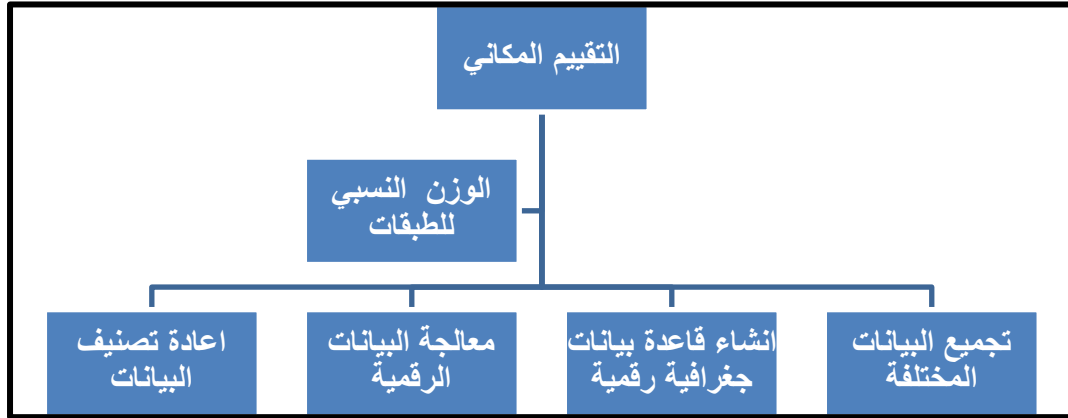 التقييم المكاني
الوزن النسبي
للطبقات
تجميع البيانات
المختلفة
انشاء قاعدة بيانات
جغرافية رقمية
معالجة البيانات
الرقمية
اعادة تصنيف
البيانات